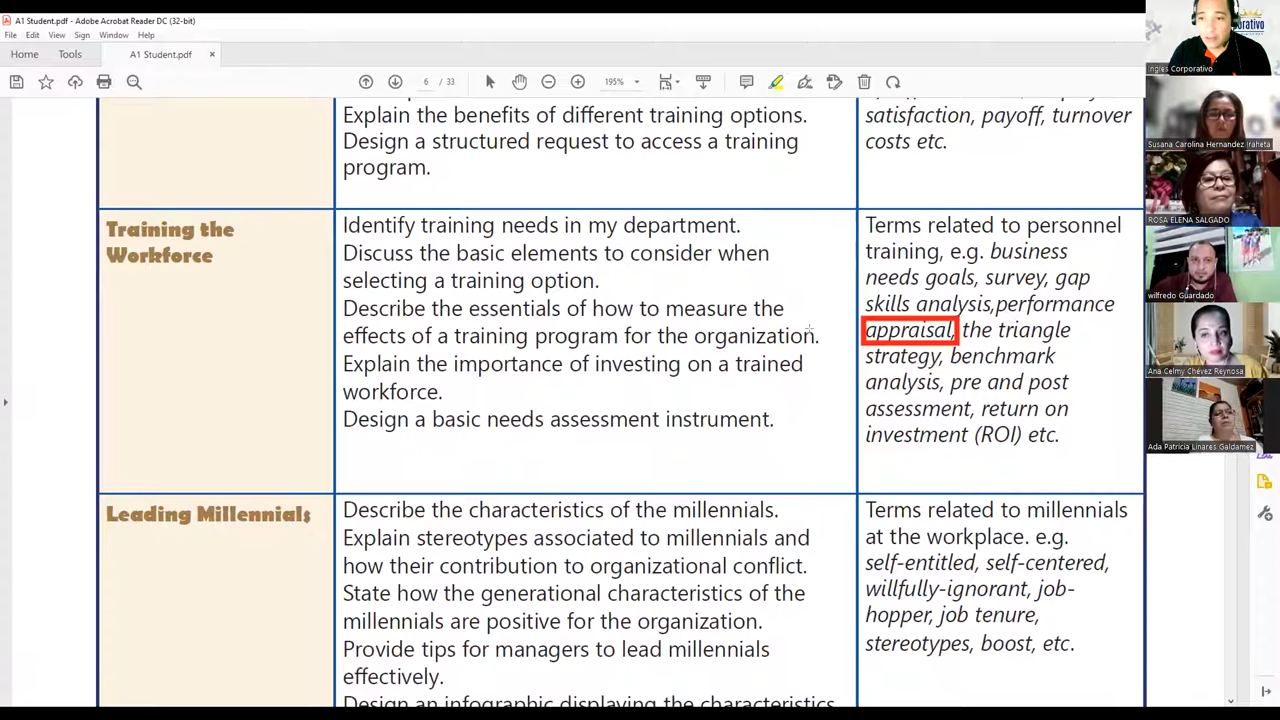 A1 Student.pdf - Adobe Acrobat Reader DC (32-bit)
File Edit View Sign Window Help
Home Tools A1 Student.pdf ×
6 / 33 195%
Explain the benefits of different training options.
Design a structured request to access a training
program.
satisfaction, payoff, turnover
costs etc.
Training the
Workforce
Identify training needs in my department.
Discuss the basic elements to consider when
selecting a training option.
Describe the essentials of how to measure the
effects of a training program for the organization.
Explain the importance of investing on a trained
workforce.
Design a basic needs assessment instrument.
Terms related to personnel
training, e.g. business
needs goals, survey, gap
skills analysis,performance
appraisal, the triangle
strategy, benchmark
analysis, pre and post
assessment, return on
investment (ROI) etc.
Leading Millennials
Describe the characteristics of the millennials.
Explain stereotypes associated to millennials and
how their contribution to organizational conflict.
State how the generational characteristics of the
millennials are positive for the organization.
Provide tips for managers to lead millennials
effectively.
Design an infographic displaying the characteristics
Terms related to millennials
at the workplace. e.g.
self-entitled, self-centered,
willfully-ignorant, job-
hopper, job tenure,
stereotypes, boost, etc.
Ingles Corporativo
Susana Carolina Hernandez Iraheta
ROSA ELENA SALGADO
wilfredo Guardado
Ana Celmy Chévez Reynosa
Ada Patricia Linares Galdamez